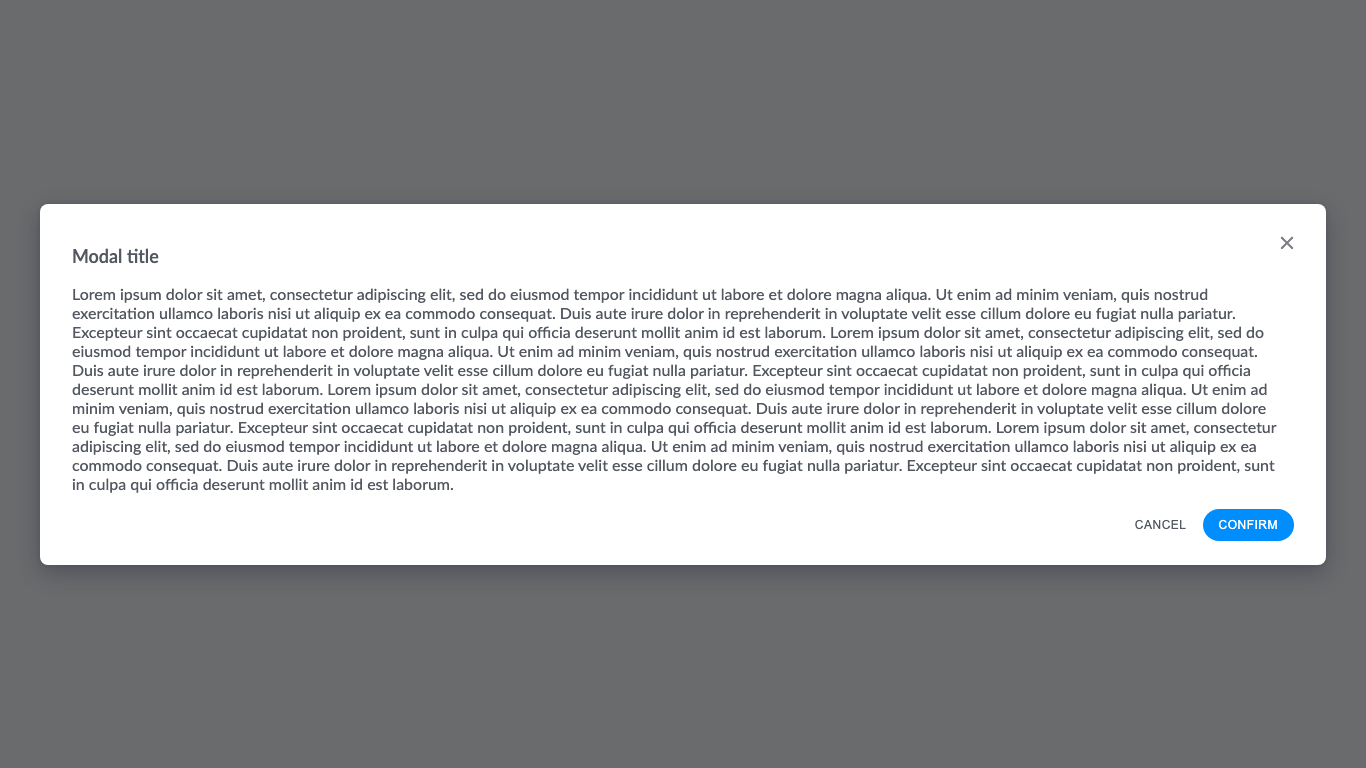 Modal title
Lorem ipsum dolor sit amet, consectetur adipiscing elit, sed do eiusmod tempor incididunt ut labore et dolore magna aliqua. Ut enim ad minim veniam, quis nostrud
exercitation ullamco laboris nisi ut aliquip ex ea commodo consequat. Duis aute irure dolor in reprehenderit in voluptate velit esse cillum dolore eu fugiat nulla pariatur.
Excepteur sint occaecat cupidatat non proident, sunt in culpa qui officia deserunt mollit anim id est laborum. Lorem ipsum dolor sit amet, consectetur adipiscing elit, sed do
eiusmod tempor incididunt ut labore et dolore magna aliqua. Ut enim ad minim veniam, quis nostrud exercitation ullamco laboris nisi ut aliquip ex ea commodo consequat.
Duis aute irure dolor in reprehenderit in voluptate velit esse cillum dolore eu fugiat nulla pariatur. Excepteur sint occaecat cupidatat non proident, sunt in culpa qui officia
deserunt mollit anim id est laborum. Lorem ipsum dolor sit amet, consectetur adipiscing elit, sed do eiusmod tempor incididunt ut labore et dolore magna aliqua. Ut enim ad
minim veniam, quis nostrud exercitation ullamco laboris nisi ut aliquip ex ea commodo consequat. Duis aute irure dolor in reprehenderit in voluptate velit esse cillum dolore
eu fugiat nulla pariatur. Excepteur sint occaecat cupidatat non proident, sunt in culpa qui officia deserunt mollit anim id est laborum. Lorem ipsum dolor sit amet, consectetur
adipiscing elit, sed do eiusmod tempor incididunt ut labore et dolore magna aliqua. Ut enim ad minim veniam, quis nostrud exercitation ullamco laboris nisi ut aliquip ex ea
commodo consequat. Duis aute irure dolor in reprehenderit in voluptate velit esse cillum dolore eu fugiat nulla pariatur. Excepteur sint occaecat cupidatat non proident, sunt
in culpa qui officia deserunt mollit anim id est laborum.
CANCEL CONFIRM